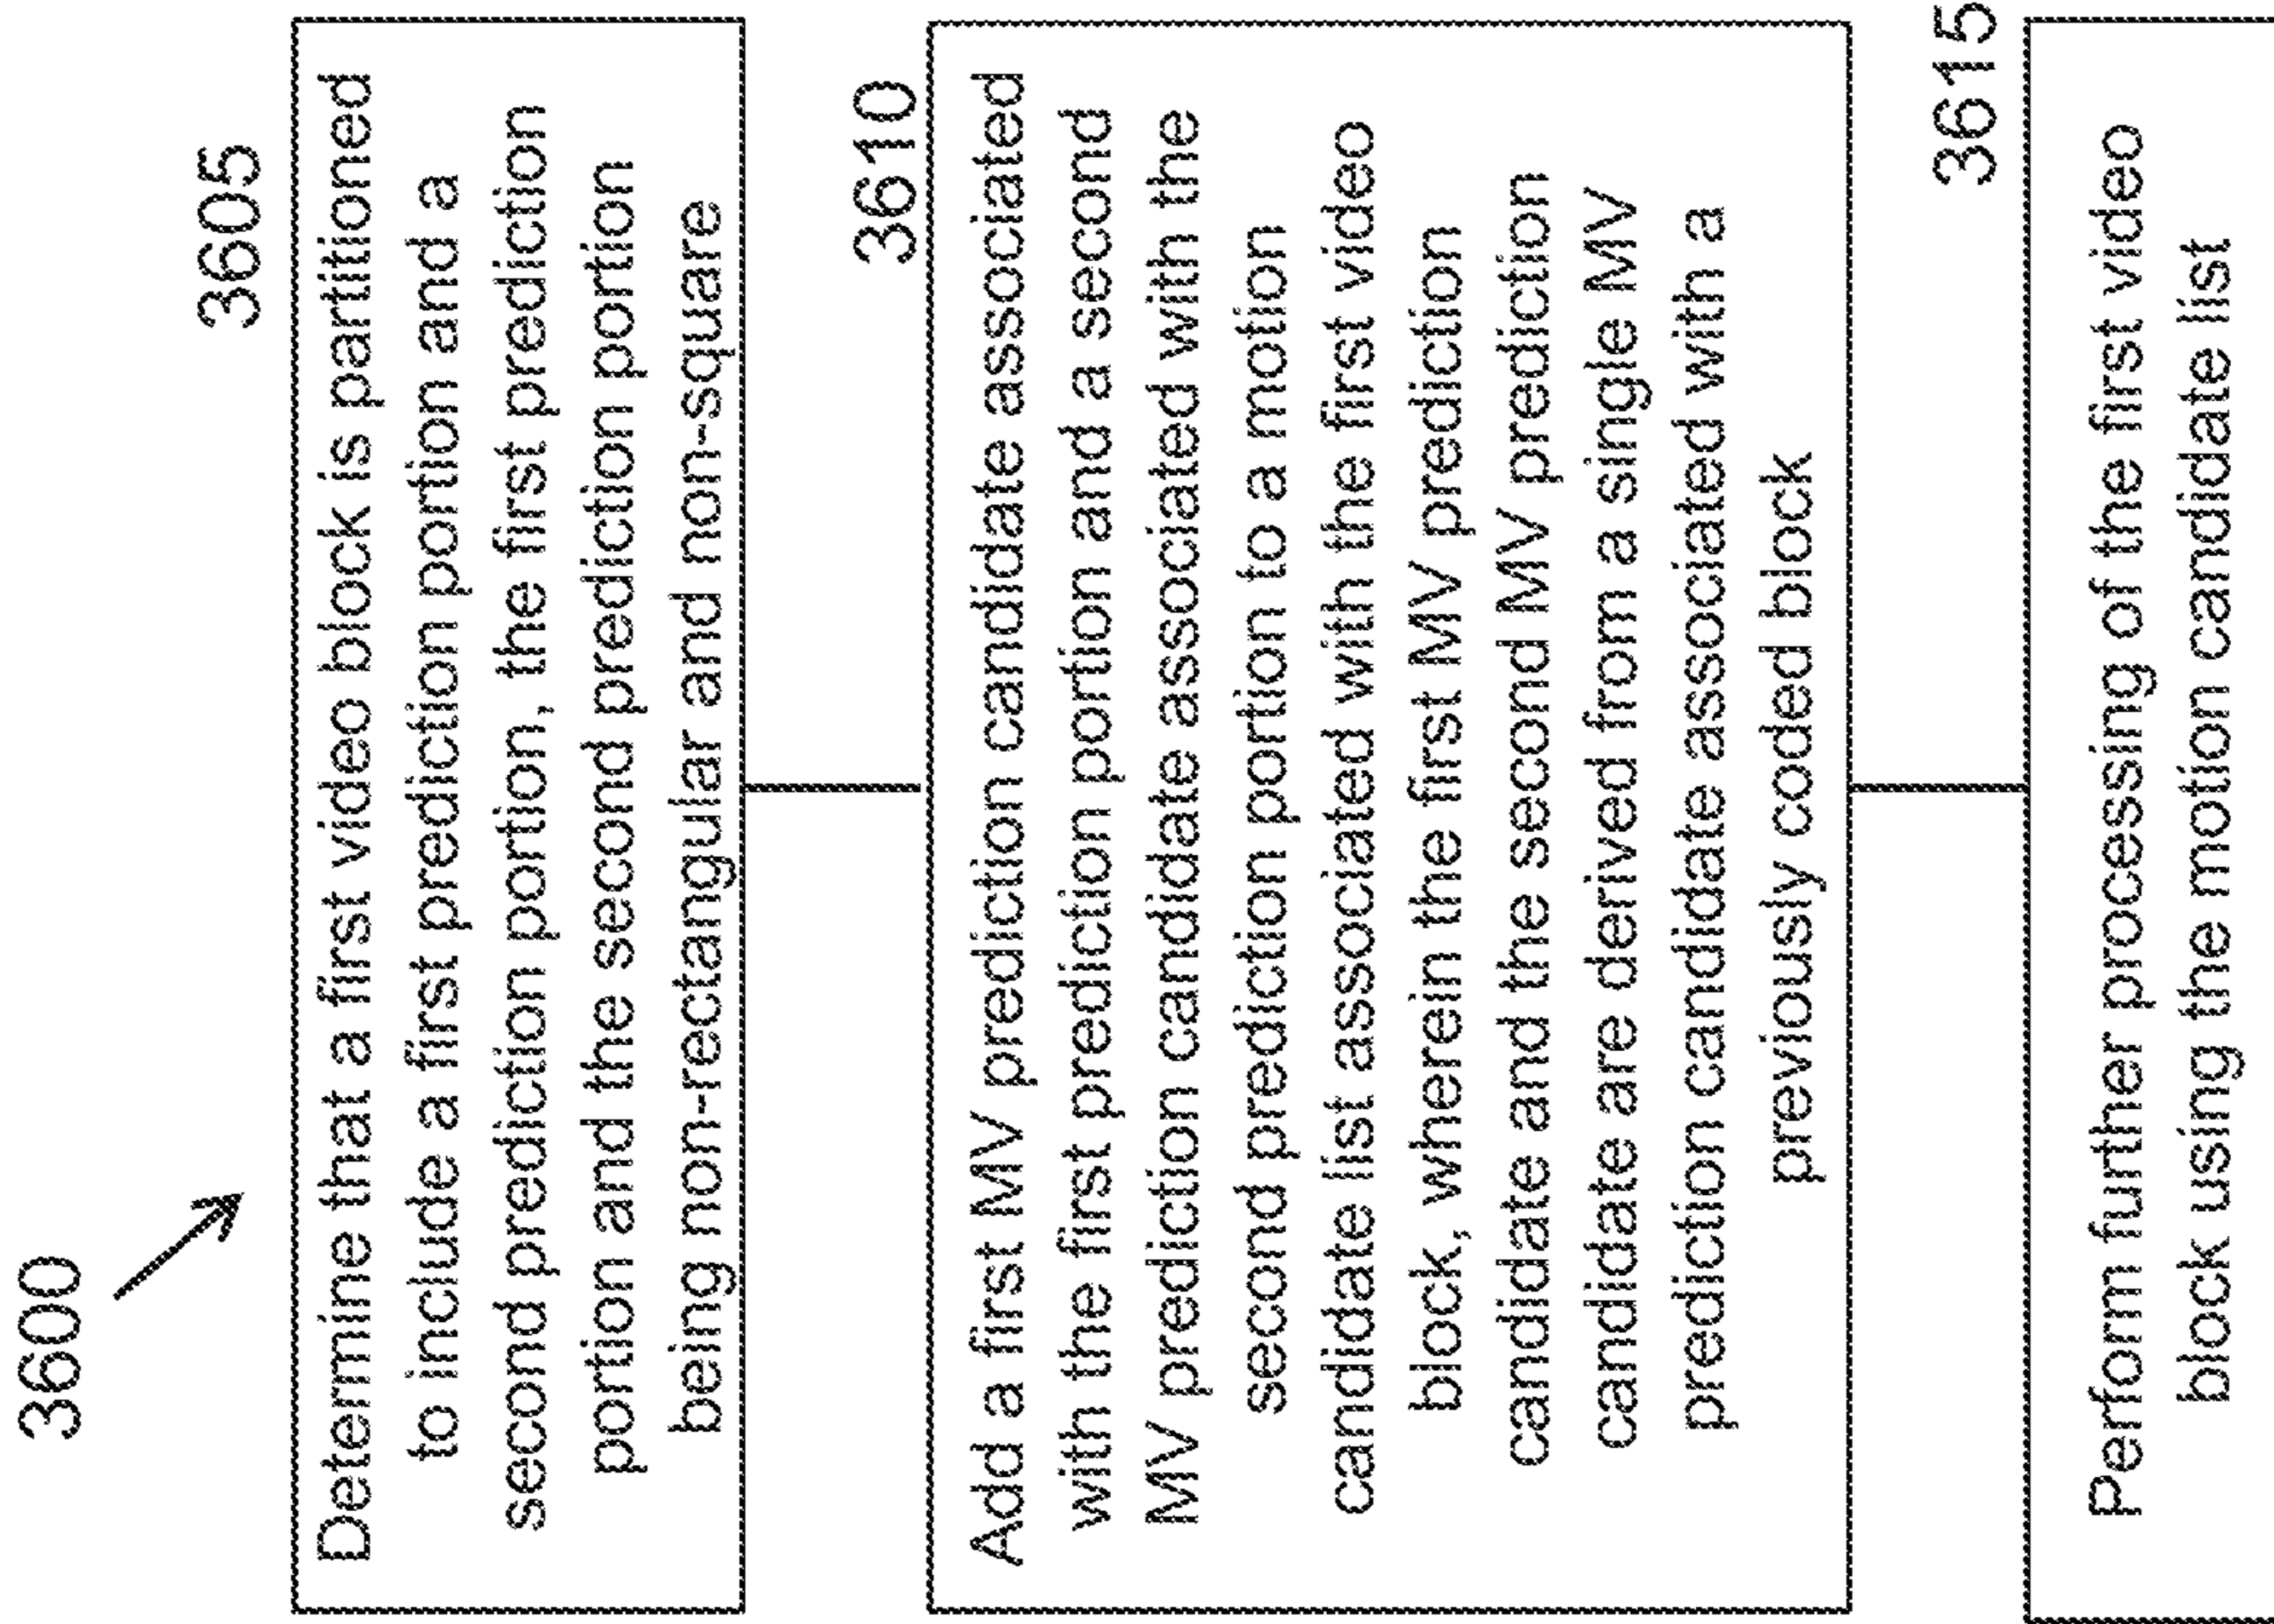 3600
3605
Determine that a first video block is partitioned
to include a first prediction portion and a
second prediction portion, the first prediction
portion and the second prediction portion
being non-rectangular and non-square
3610
Add a first MV prediction candidate associated
with the first prediction portion and a second
MV prediction candidate associated with the
second prediction portion to a motion
candidate list associated with the first video
block, wherein the first MV prediction
candidate and the second MV prediction
candidate are derived from a single MV
prediction candidate associated with a
previously coded block
3615
Perform further processing of the first video
block using the motion candidate list